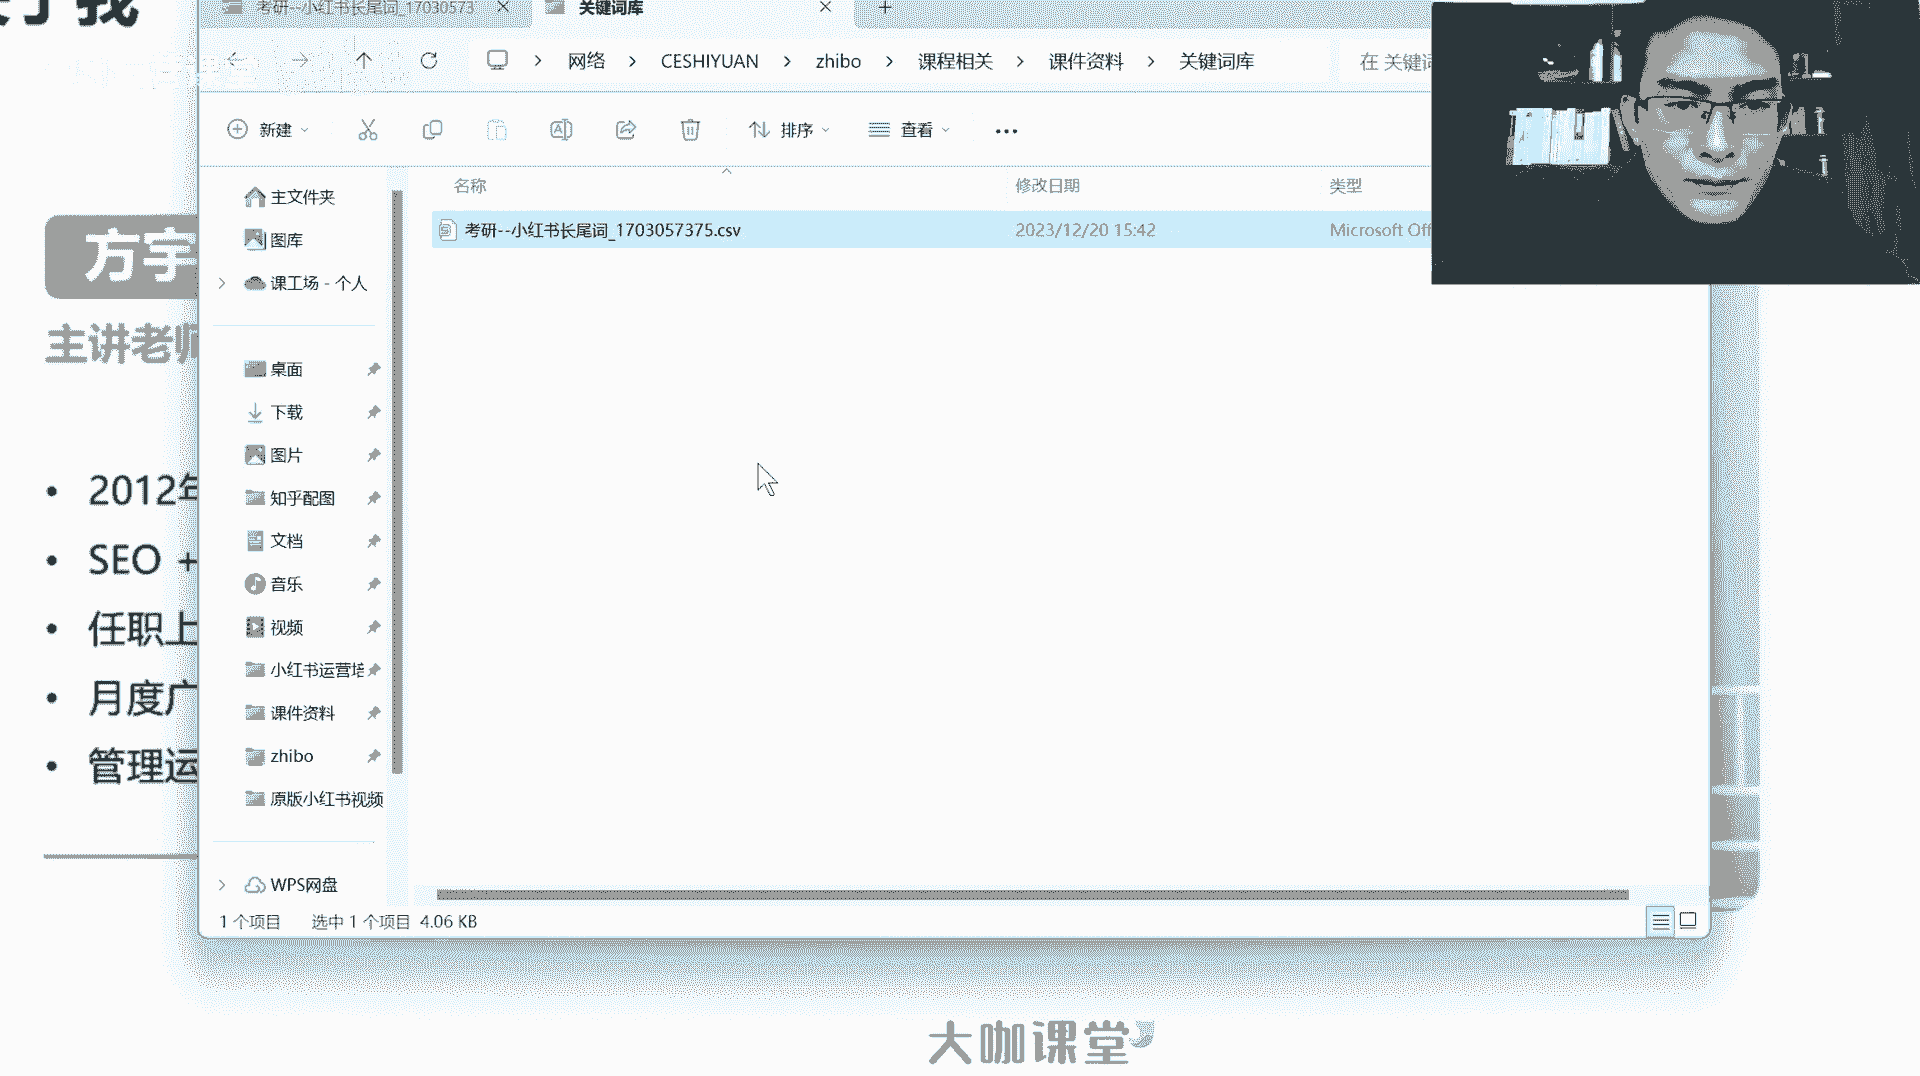 考研--小红书长尾词_17030573
关键词库
网络 CESHIYUAN zhibo 课程相关 课件资料 关键词库
在 关键词
新建 排序 查看
名称 修改日期 类型
考研--小红书长尾词_1703057375.csv 2023/12/20 15:42 Microsoft Off
主文件夹
图库
课工场 - 个人
桌面
下载
图片
知乎配图
文档
音乐
视频
小红书运营培
课件资料
zhibo
原版小红书视频
WPS网盘
1 个项目 选中 1 个项目 4.06 KB
于我
方宇
主讲老师
• 2012年
• SEO +
• 任职上
• 月度广
• 管理运
大咖课堂